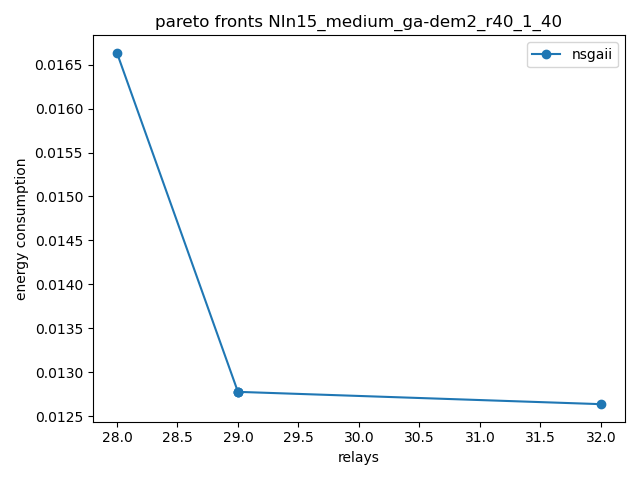 pareto fronts NIn15_medium_ga-dem2_r40_1_40
nsgaii
0.0165
0.0160
0.0155
0.0150
0.0145
0.0140
0.0135
0.0130
0.0125
energy consumption
28.0 28.5 29.0 29.5 30.0 30.5 31.0 31.5 32.0
relays